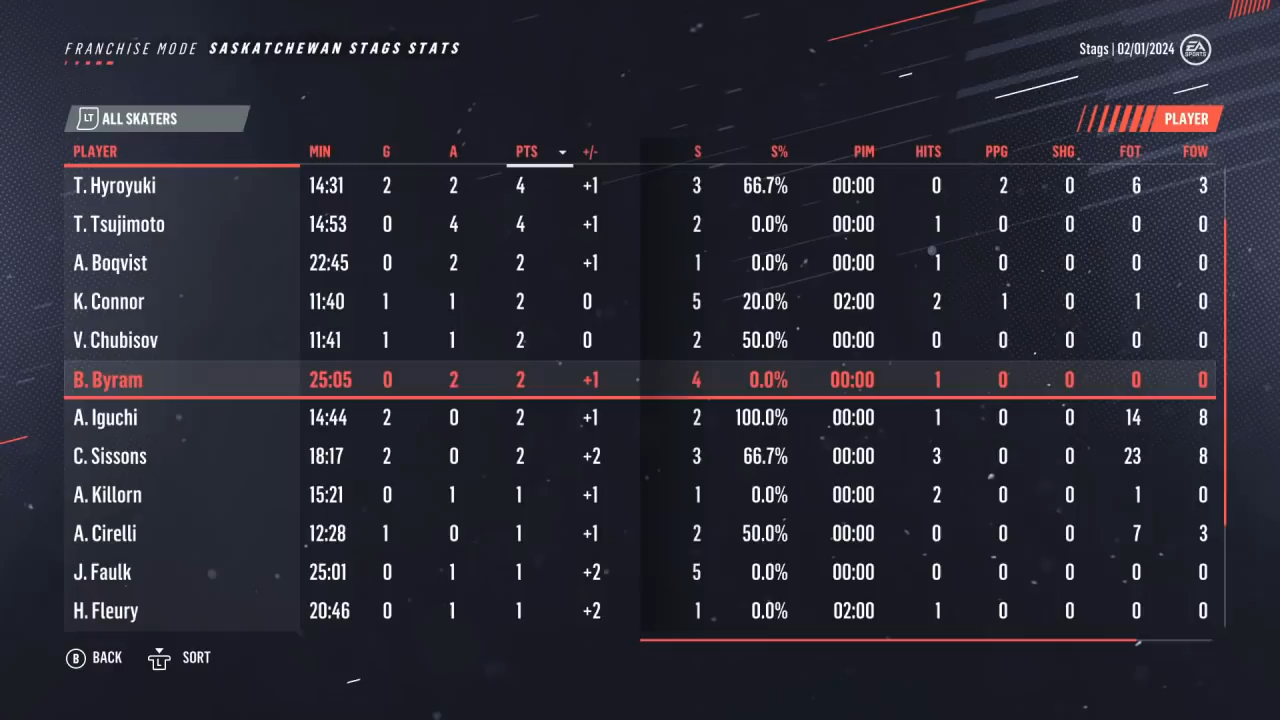 FRANCHISE MODE SASKATCHEWAN STAGS STATS
Stags | 02/01/2024 EA SPORTS
LT ALL SKATERS
PLAYER
PLAYER MIN G A PTS +/- S S% PIM HITS PPG SHG FOT FOW
T. Hyroyuki 14:31 2 2 4 +1 3 66.7% 00:00 0 2 0 6 3
T. Tsujimoto 14:53 0 4 4 +1 2 0.0% 00:00 1 0 0 0 0
A. Boqvist 22:45 0 2 2 +1 1 0.0% 00:00 1 0 0 0 0
K. Connor 11:40 1 1 2 0 5 20.0% 02:00 2 1 0 1 0
V. Chubisov 11:41 1 1 2 0 2 50.0% 00:00 0 0 0 0 0
B. Byram 25:05 0 2 2 +1 4 0.0% 00:00 1 0 0 0 0
A. Iguchi 14:44 2 0 2 +1 2 100.0% 00:00 1 0 0 14 8
C. Sissons 18:17 2 0 2 +2 3 66.7% 00:00 3 0 0 23 8
A. Killorn 15:21 0 1 1 +1 1 0.0% 00:00 2 0 0 1 0
A. Cirelli 12:28 1 0 1 +1 2 50.0% 00:00 0 0 0 7 3
J. Faulk 25:01 0 1 1 +2 5 0.0% 00:00 0 0 0 0 0
H. Fleury 20:46 0 1 1 +2 1 0.0% 02:00 1 0 0 0 0
B BACK L SORT